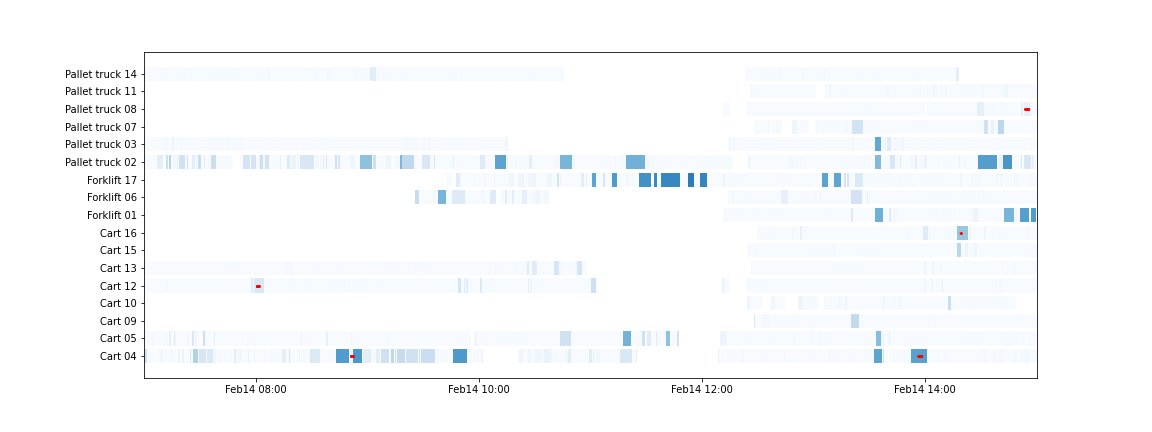 Pallet truck 14
Pallet truck 11
Pallet truck 08
Pallet truck 07
Pallet truck 03
Pallet truck 02
Forklift 17
Forklift 06
Forklift 01
Cart 16
Cart 15
Cart 13
Cart 12
Cart 10
Cart 09
Cart 05
Cart 04
Feb14 08:00 Feb14 10:00 Feb14 12:00 Feb14 14:00